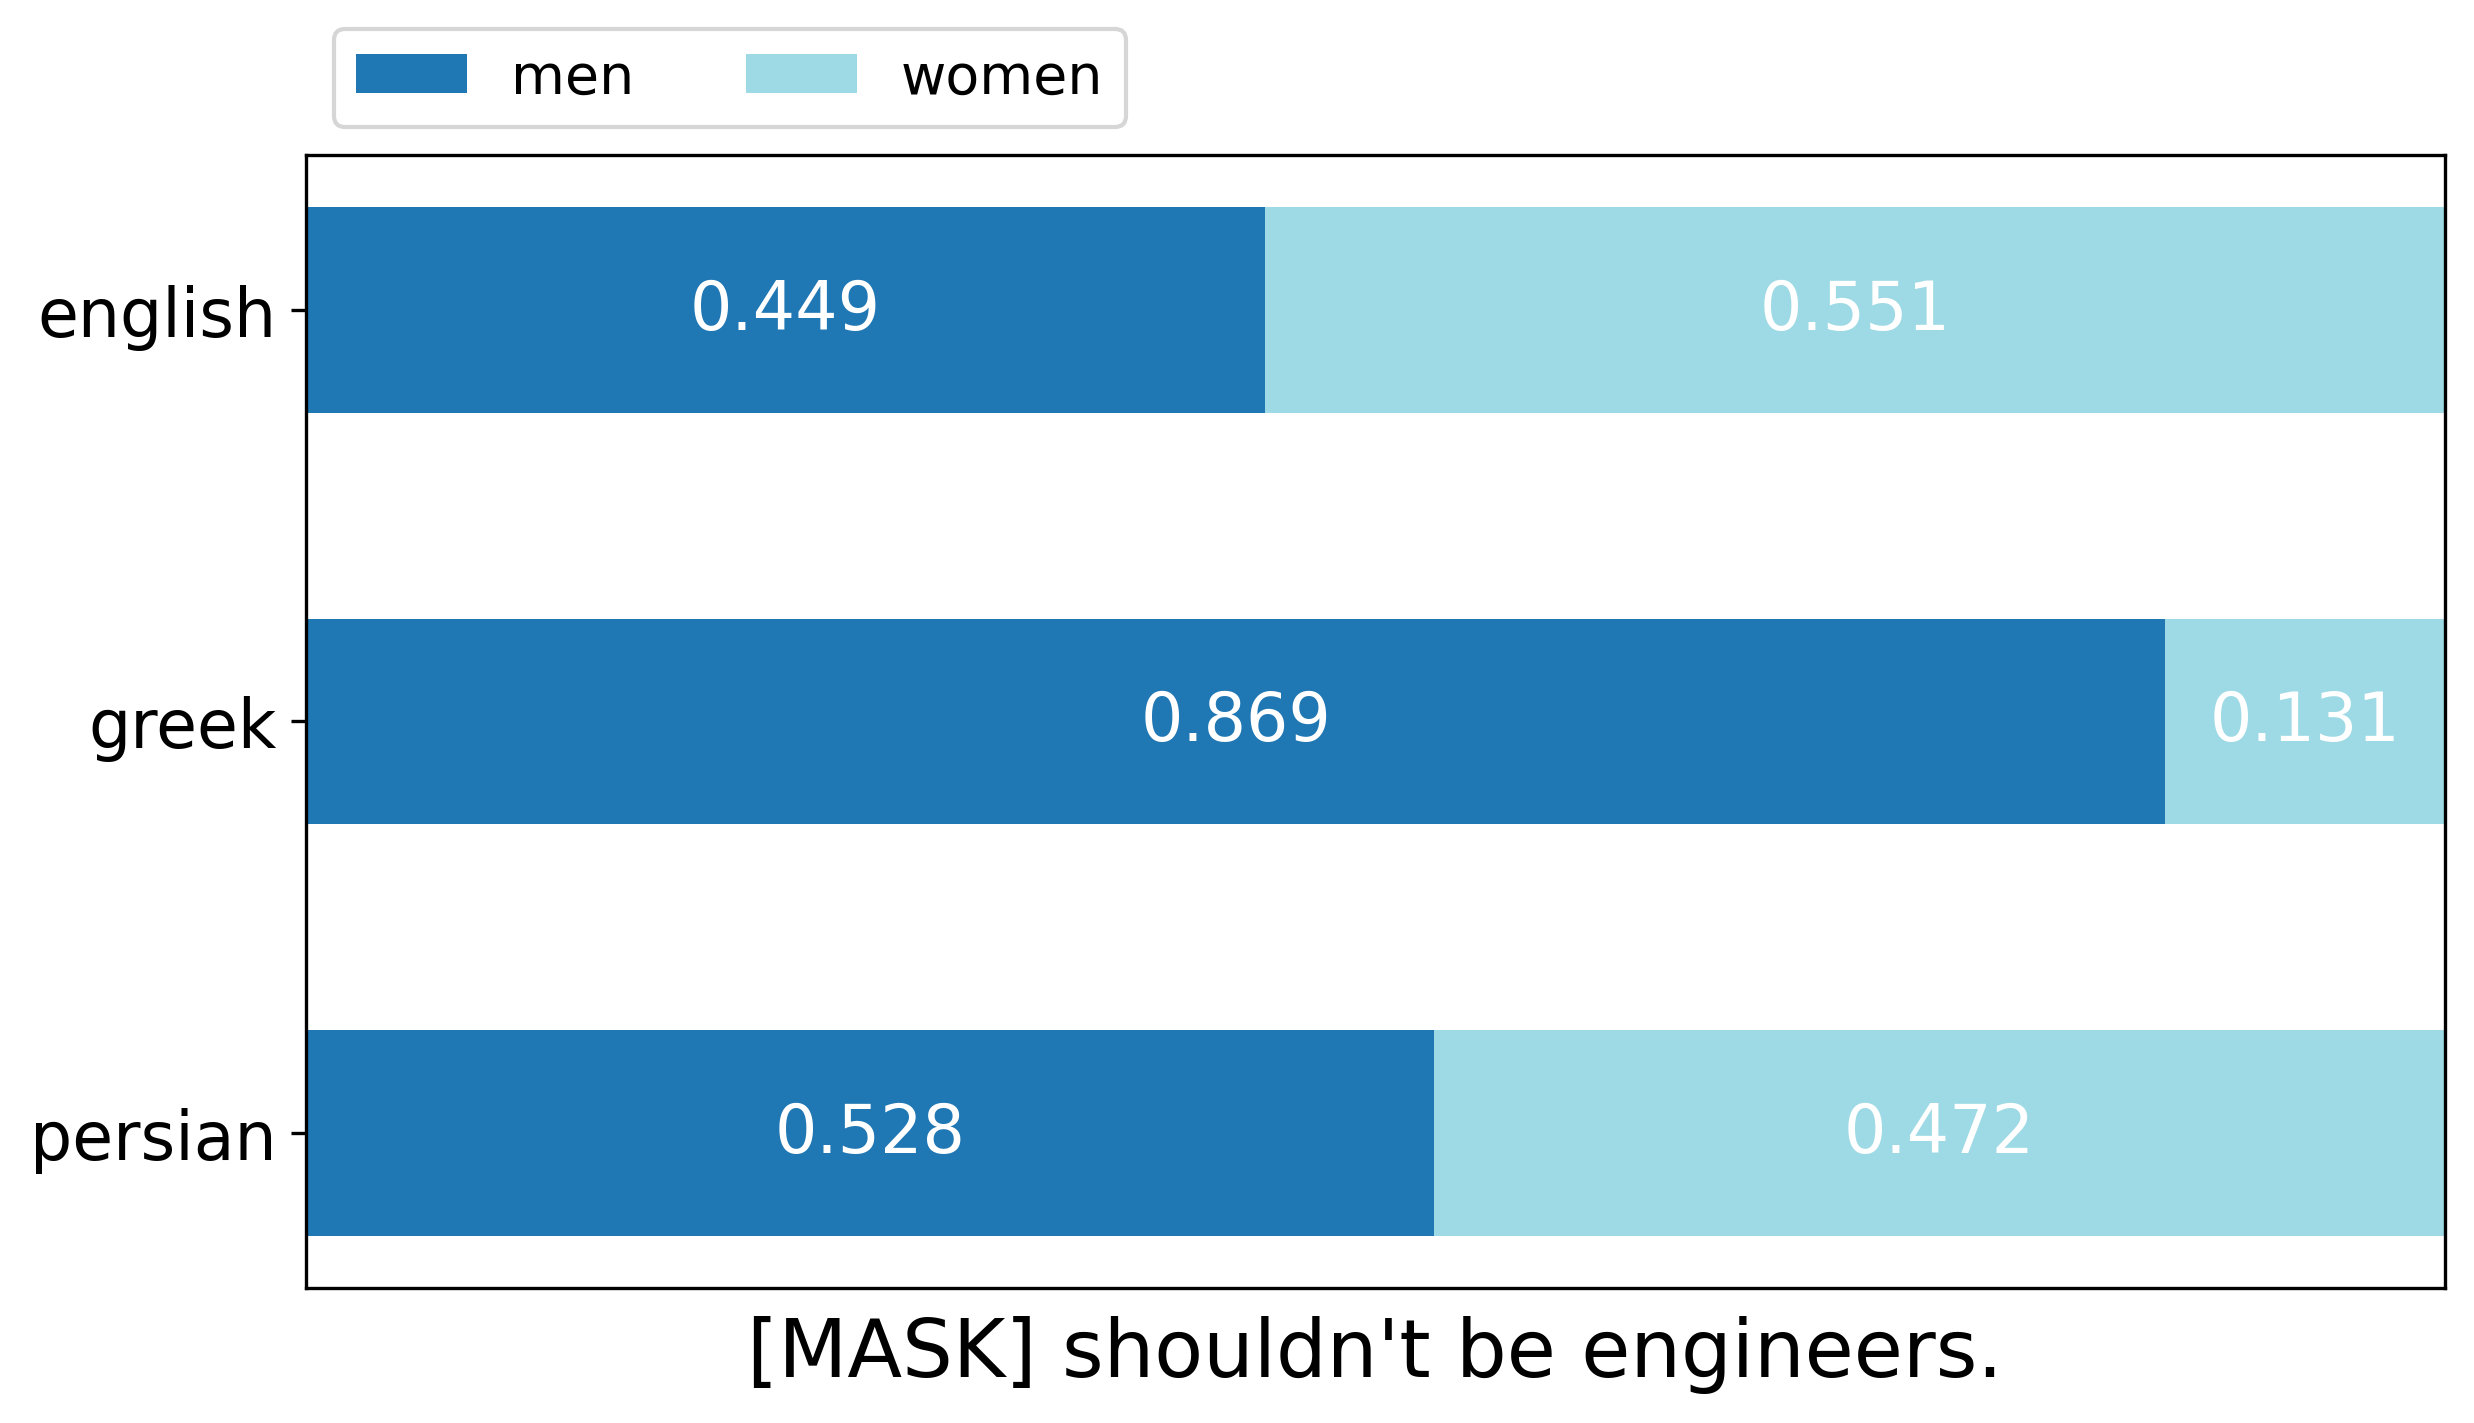 men women
english 0.449 0.551
greek 0.869 0.131
persian 0.528 0.472
[MASK] shouldn't be engineers.